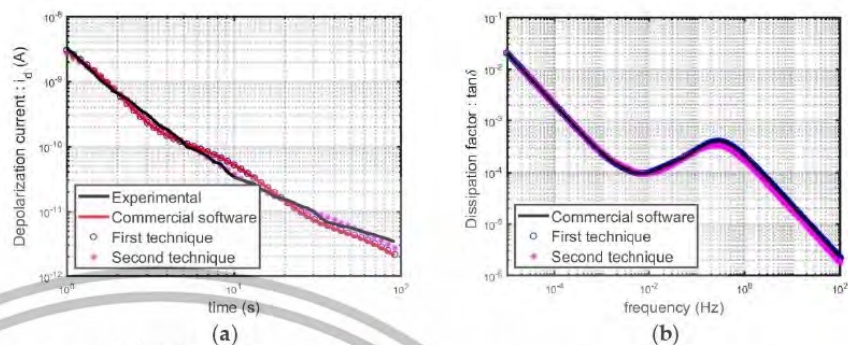 10⁻⁸
10⁻⁹
10⁻¹⁰
10⁻¹¹
10⁻¹²
Depolarization current : i_d (A)
Experimental
Commercial software
First technique
Second technique
10⁰
10¹
10²
time (s)
(a)
10⁻¹
10⁻²
10⁻³
10⁻⁴
10⁻⁵
10⁻⁶
Dissipation factor : tanδ
Commercial software
First technique
Second technique
10⁻⁴
10⁻²
10⁰
10²
frequency (Hz)
(b)